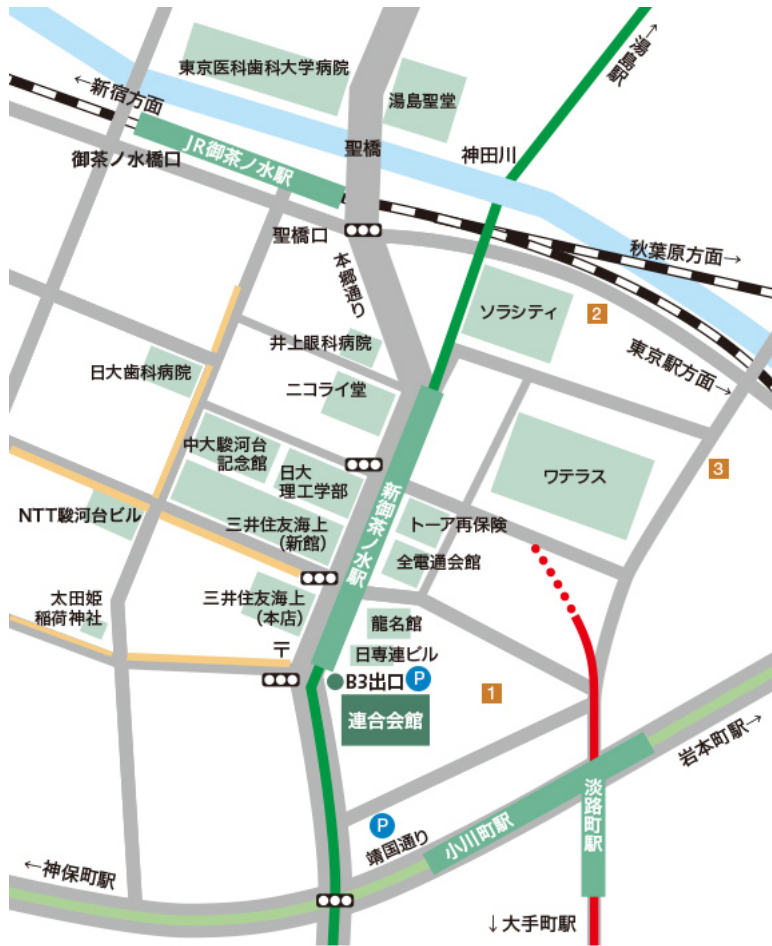 東京医科歯科大学病院
湯島聖堂
→湯島駅
←新宿方面
JR御茶ノ水駅
聖橋
神田川
御茶ノ水橋口
聖橋口
本郷通り
秋葉原方面→
ソラシティ
2
井上眼科病院
東京駅方面→
日大歯科病院
ニコライ堂
中大駿河台
記念館
日大
理工学部
ワテラス
3
新御茶ノ水駅
NTT駿河台ビル
三井住友海上
(新館)
トーア再保険
全電通会館
太田姫
稲荷神社
三井住友海上
(本店)
龍名館
〒
日専連ビル
B3出口
P
1
連合会館
岩本町駅→
淡路町駅
小川町駅
P
靖国通り
←神保町駅
↓大手町駅